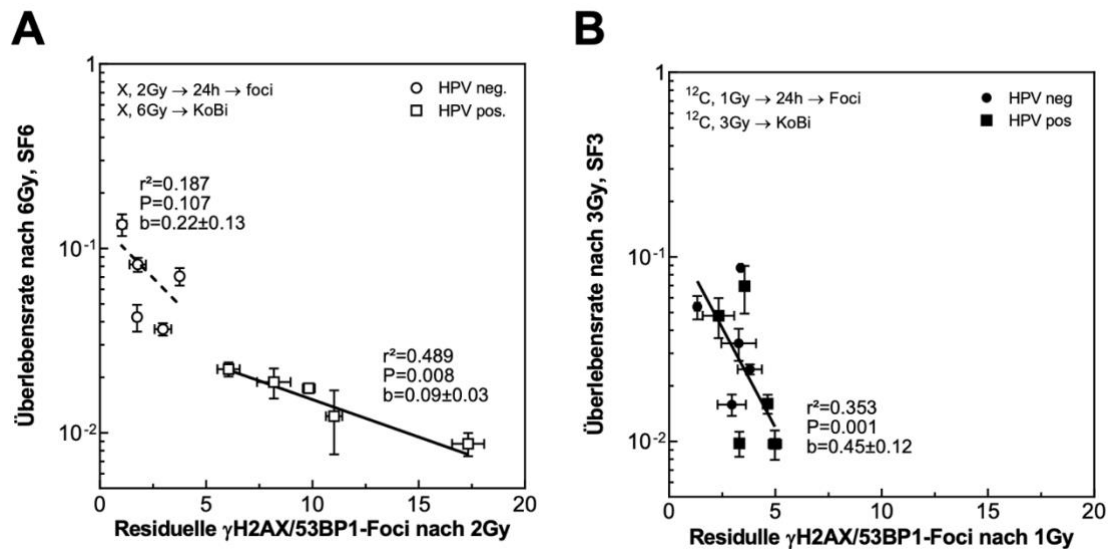 A
Überlebensrate nach 6Gy, SF6
1
10⁻¹
10⁻²
X, 2Gy → 24h → foci
X, 6Gy → KoBi
HPV neg.
HPV pos.
r²=0.187
P=0.107
b=0.22±0.13
r²=0.489
P=0.008
b=0.09±0.03
0 5 10 15 20
Residuelle γH2AX/53BP1-Foci nach 2Gy
B
Überlebensrate nach 3Gy, SF3
1
10⁻¹
10⁻²
¹²C, 1Gy → 24h → Foci
¹²C, 3Gy → KoBi
HPV neg
HPV pos
r²=0.353
P=0.001
b=0.45±0.12
0 5 10 15 20
Residulle γH2AX/53BP1-Foci nach 1Gy